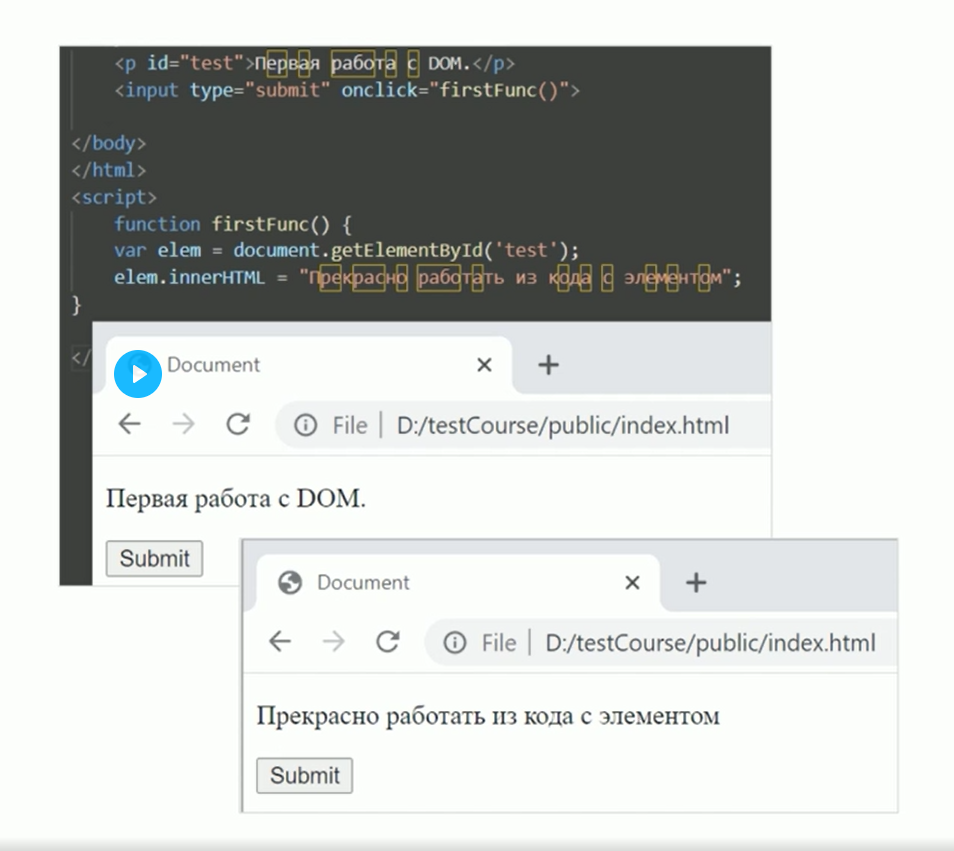 <p id="test">Первая работа с DOM.</p>
<input type="submit" onclick="firstFunc()">
</body>
</html>
<script>
function firstFunc() {
var elem = document.getElementById('test');
elem.innerHTML = "Прекрасно работать из кода с элементом";
}
</
Document
File | D:/testCourse/public/index.html
Первая работа с DOM.
Submit
Document
File | D:/testCourse/public/index.html
Прекрасно работать из кода с элементом
Submit